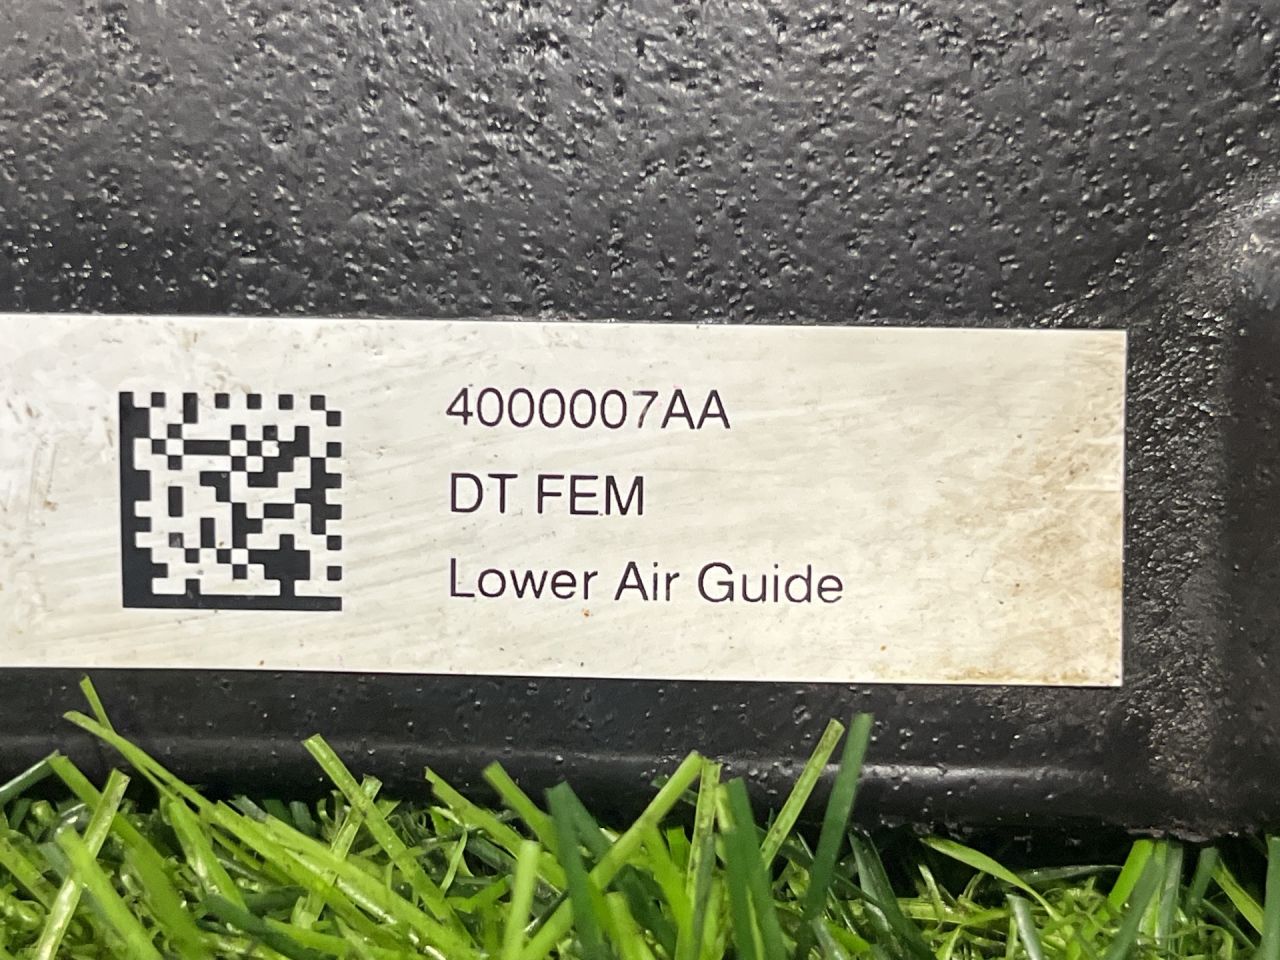 4000007AA
DT FEM
Lower Air Guide